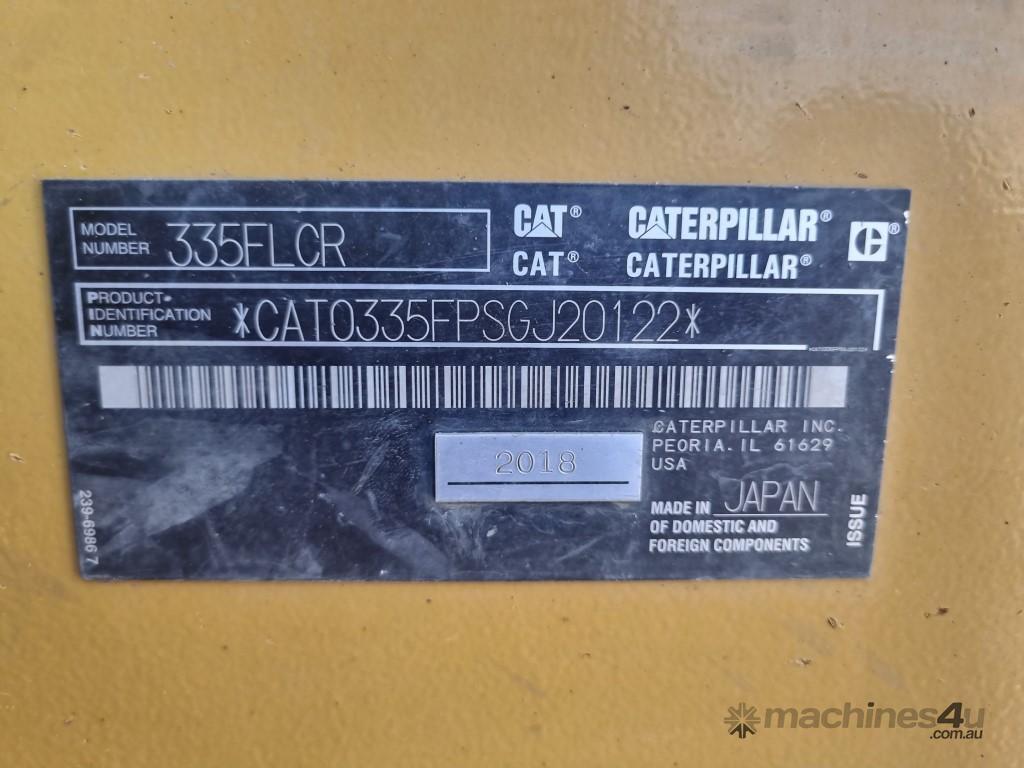 MODEL NUMBER 335FLCR
CAT® CATERPILLAR®
CAT® CATERPILLAR®
PRODUCT
IDENTIFICATION
NUMBER *CAT0335FPSGJ20122*
2018
CATERPILLAR INC.
PEORIA, IL 61629
USA
MADE IN JAPAN
OF DOMESTIC AND
FOREIGN COMPONENTS
ISSUE
239-6986 7
machines4u
.com.au